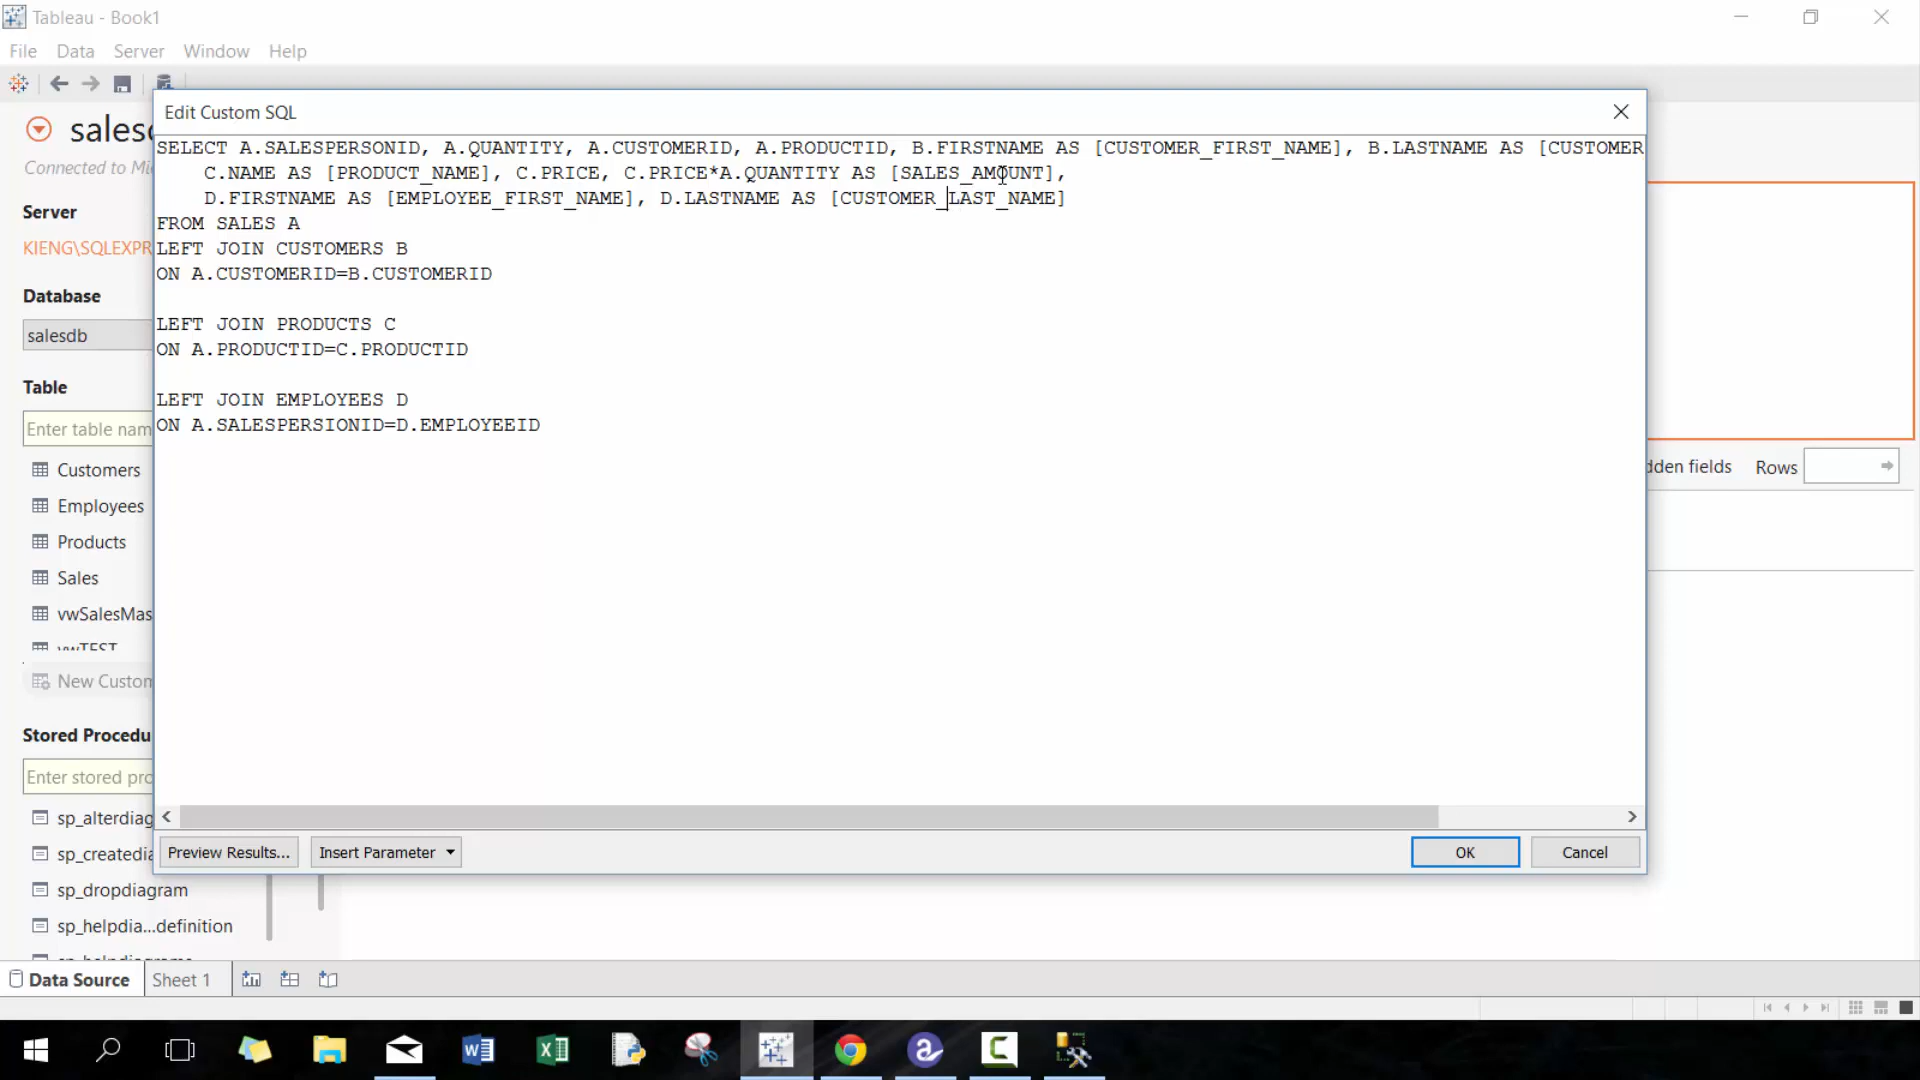 Tableau - Book1
File Data Server Window Help
Edit Custom SQL
SELECT A.SALESPERSONID, A.QUANTITY, A.CUSTOMERID, A.PRODUCTID, B.FIRSTNAME AS [CUSTOMER_FIRST_NAME], B.LASTNAME AS [CUSTOMER
C.NAME AS [PRODUCT_NAME], C.PRICE, C.PRICE*A.QUANTITY AS [SALES_AMOUNT],
D.FIRSTNAME AS [EMPLOYEE_FIRST_NAME], D.LASTNAME AS [CUSTOMER_LAST_NAME]
FROM SALES A
LEFT JOIN CUSTOMERS B
ON A.CUSTOMERID=B.CUSTOMERID
LEFT JOIN PRODUCTS C
ON A.PRODUCTID=C.PRODUCTID
LEFT JOIN EMPLOYEES D
ON A.SALESPERSIONID=D.EMPLOYEEID
Preview Results...
Insert Parameter
OK
Cancel
salesd
Connected to Mi
Server
KIENG\SQLEXPR
Database
salesdb
Table
Enter table nam
Customers
Employees
Products
Sales
vwSalesMas
vwTEST
New Custom
Stored Procedu
Enter stored pro
sp_alterdiag
sp_createdia
sp_dropdiagram
sp_helpdia...definition
sp_helpdiagrams
dden fields
Rows
Data Source
Sheet 1